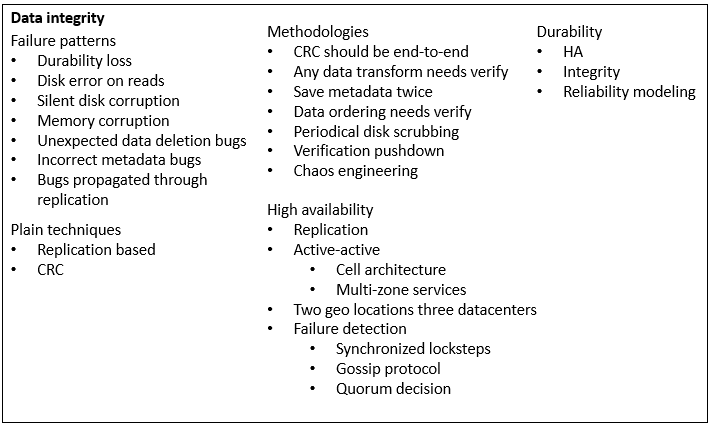 Data integrity
Failure patterns
• Durability loss
• Disk error on reads
• Silent disk corruption
• Memory corruption
• Unexpected data deletion bugs
• Incorrect metadata bugs
• Bugs propagated through
replication
Plain techniques
• Replication based
• CRC
Methodologies
• CRC should be end-to-end
• Any data transform needs verify
• Save metadata twice
• Data ordering needs verify
• Periodical disk scrubbing
• Verification pushdown
• Chaos engineering
High availability
• Replication
• Active-active
• Cell architecture
• Multi-zone services
• Two geo locations three datacenters
• Failure detection
• Synchronized locksteps
• Gossip protocol
• Quorum decision
Durability
• HA
• Integrity
• Reliability modeling